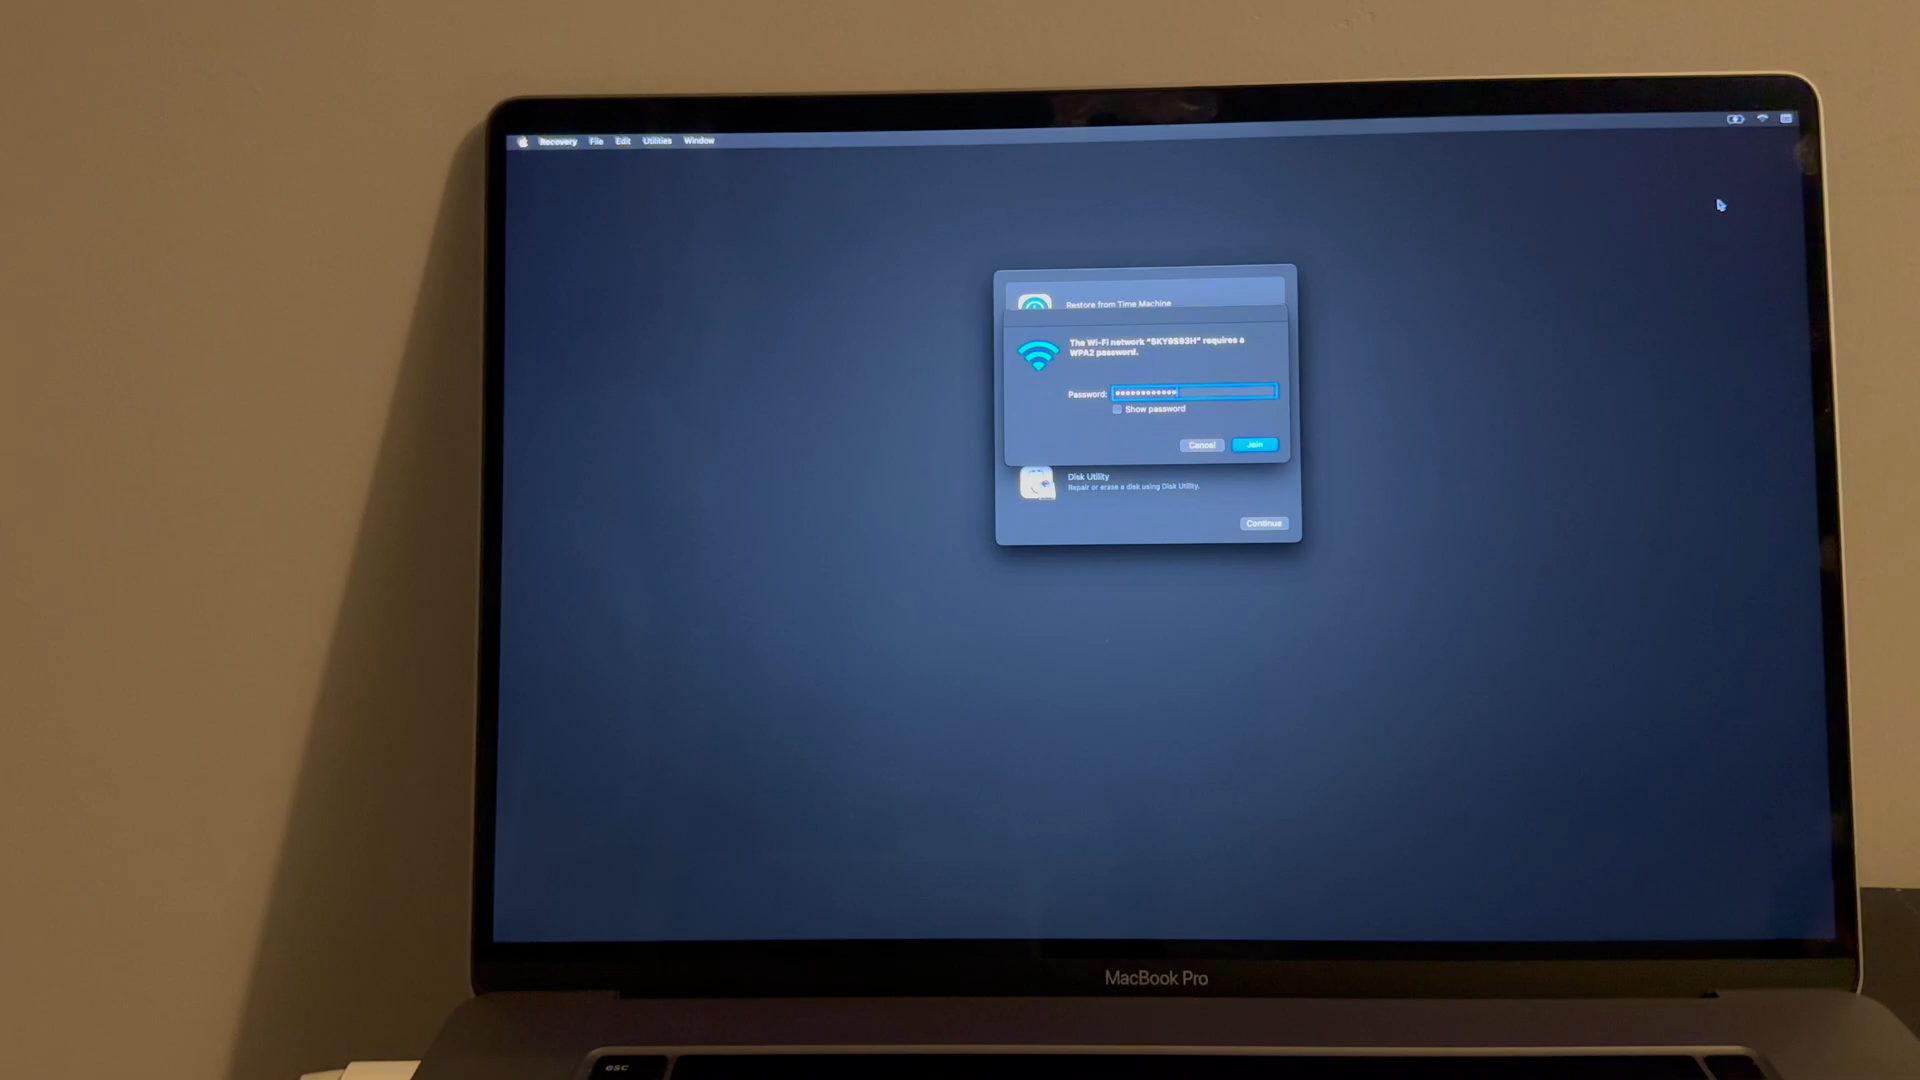 Recovery File Edit Utilities Window
Restore from Time Machine
The Wi-Fi network "SKY9S93H" requires a
WPA2 password.
Password: ••••••••••••
Show password
Cancel Join
Disk Utility
Repair or erase a disk using Disk Utility.
Continue
MacBook Pro
esc